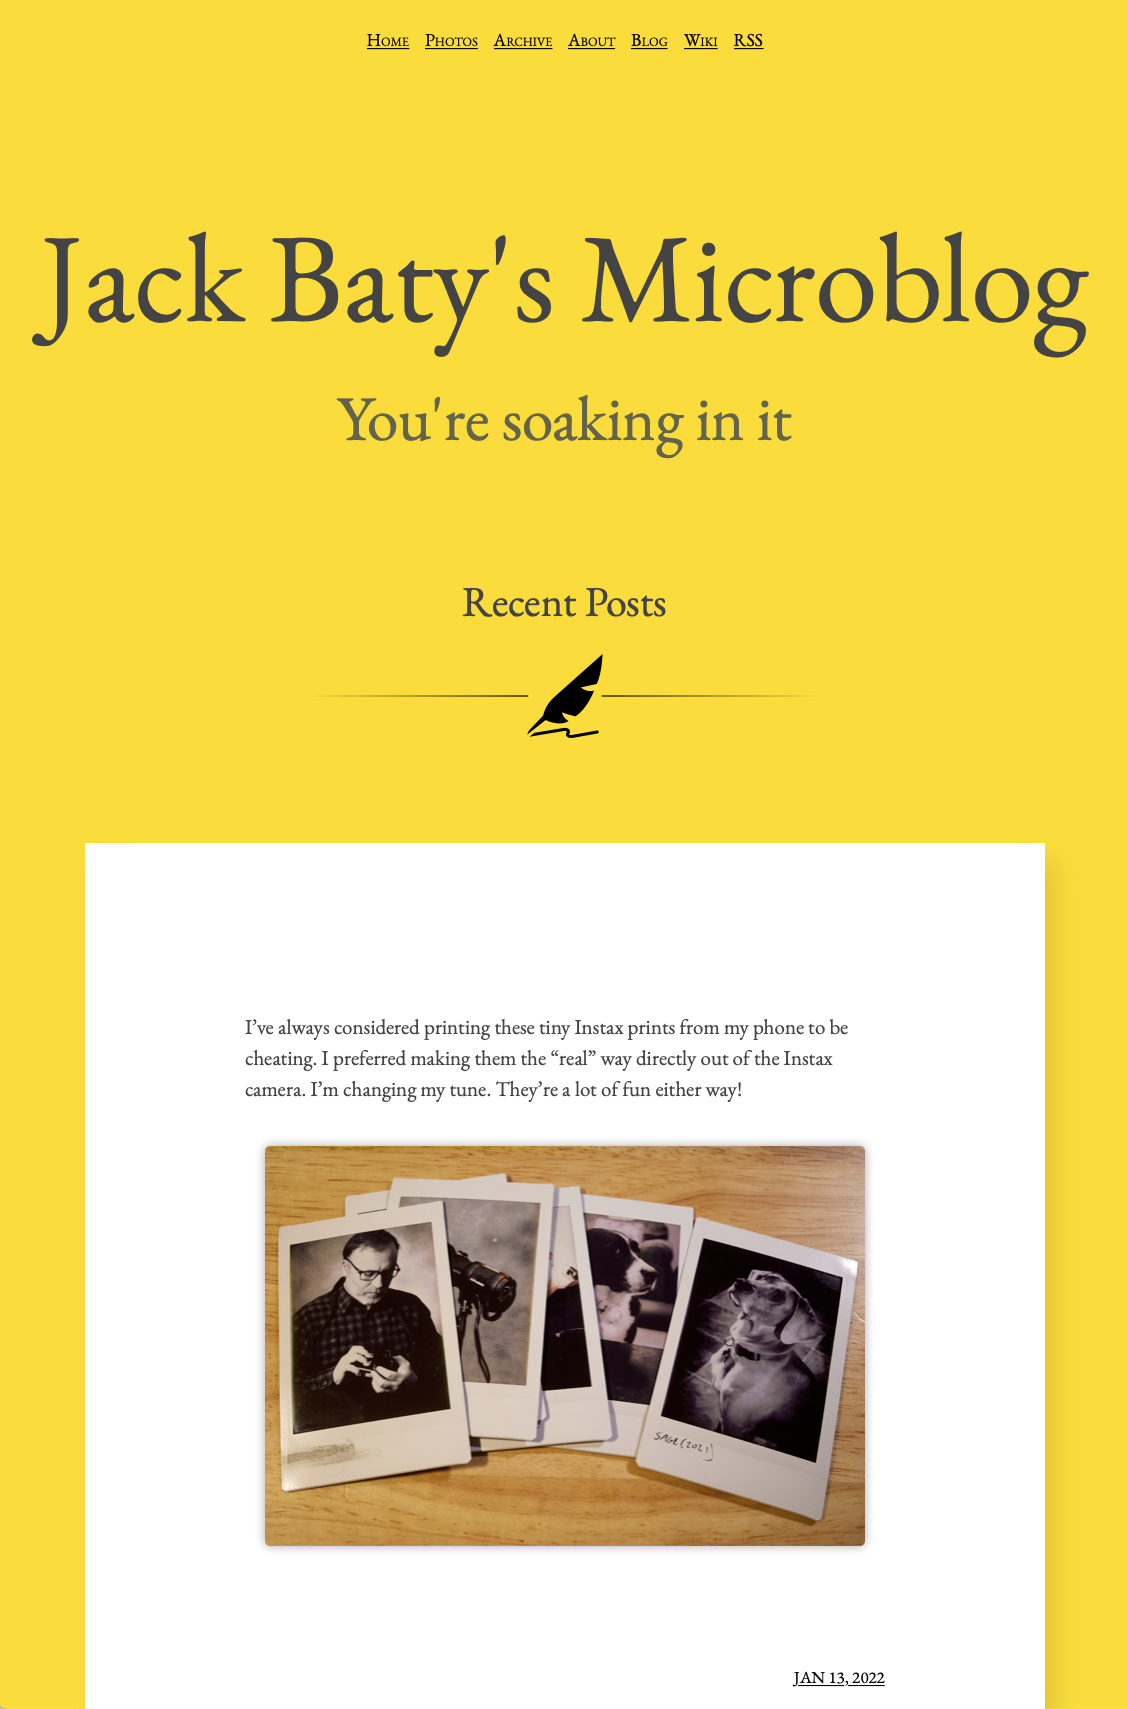 Home Photos Archive About Blog Wiki RSS
Jack Baty's Microblog
You're soaking in it
Recent Posts
I’ve always considered printing these tiny Instax prints from my phone to be
cheating. I preferred making them the “real” way directly out of the Instax
camera. I’m changing my tune. They’re a lot of fun either way!
SAGE (2021)
JAN 13, 2022